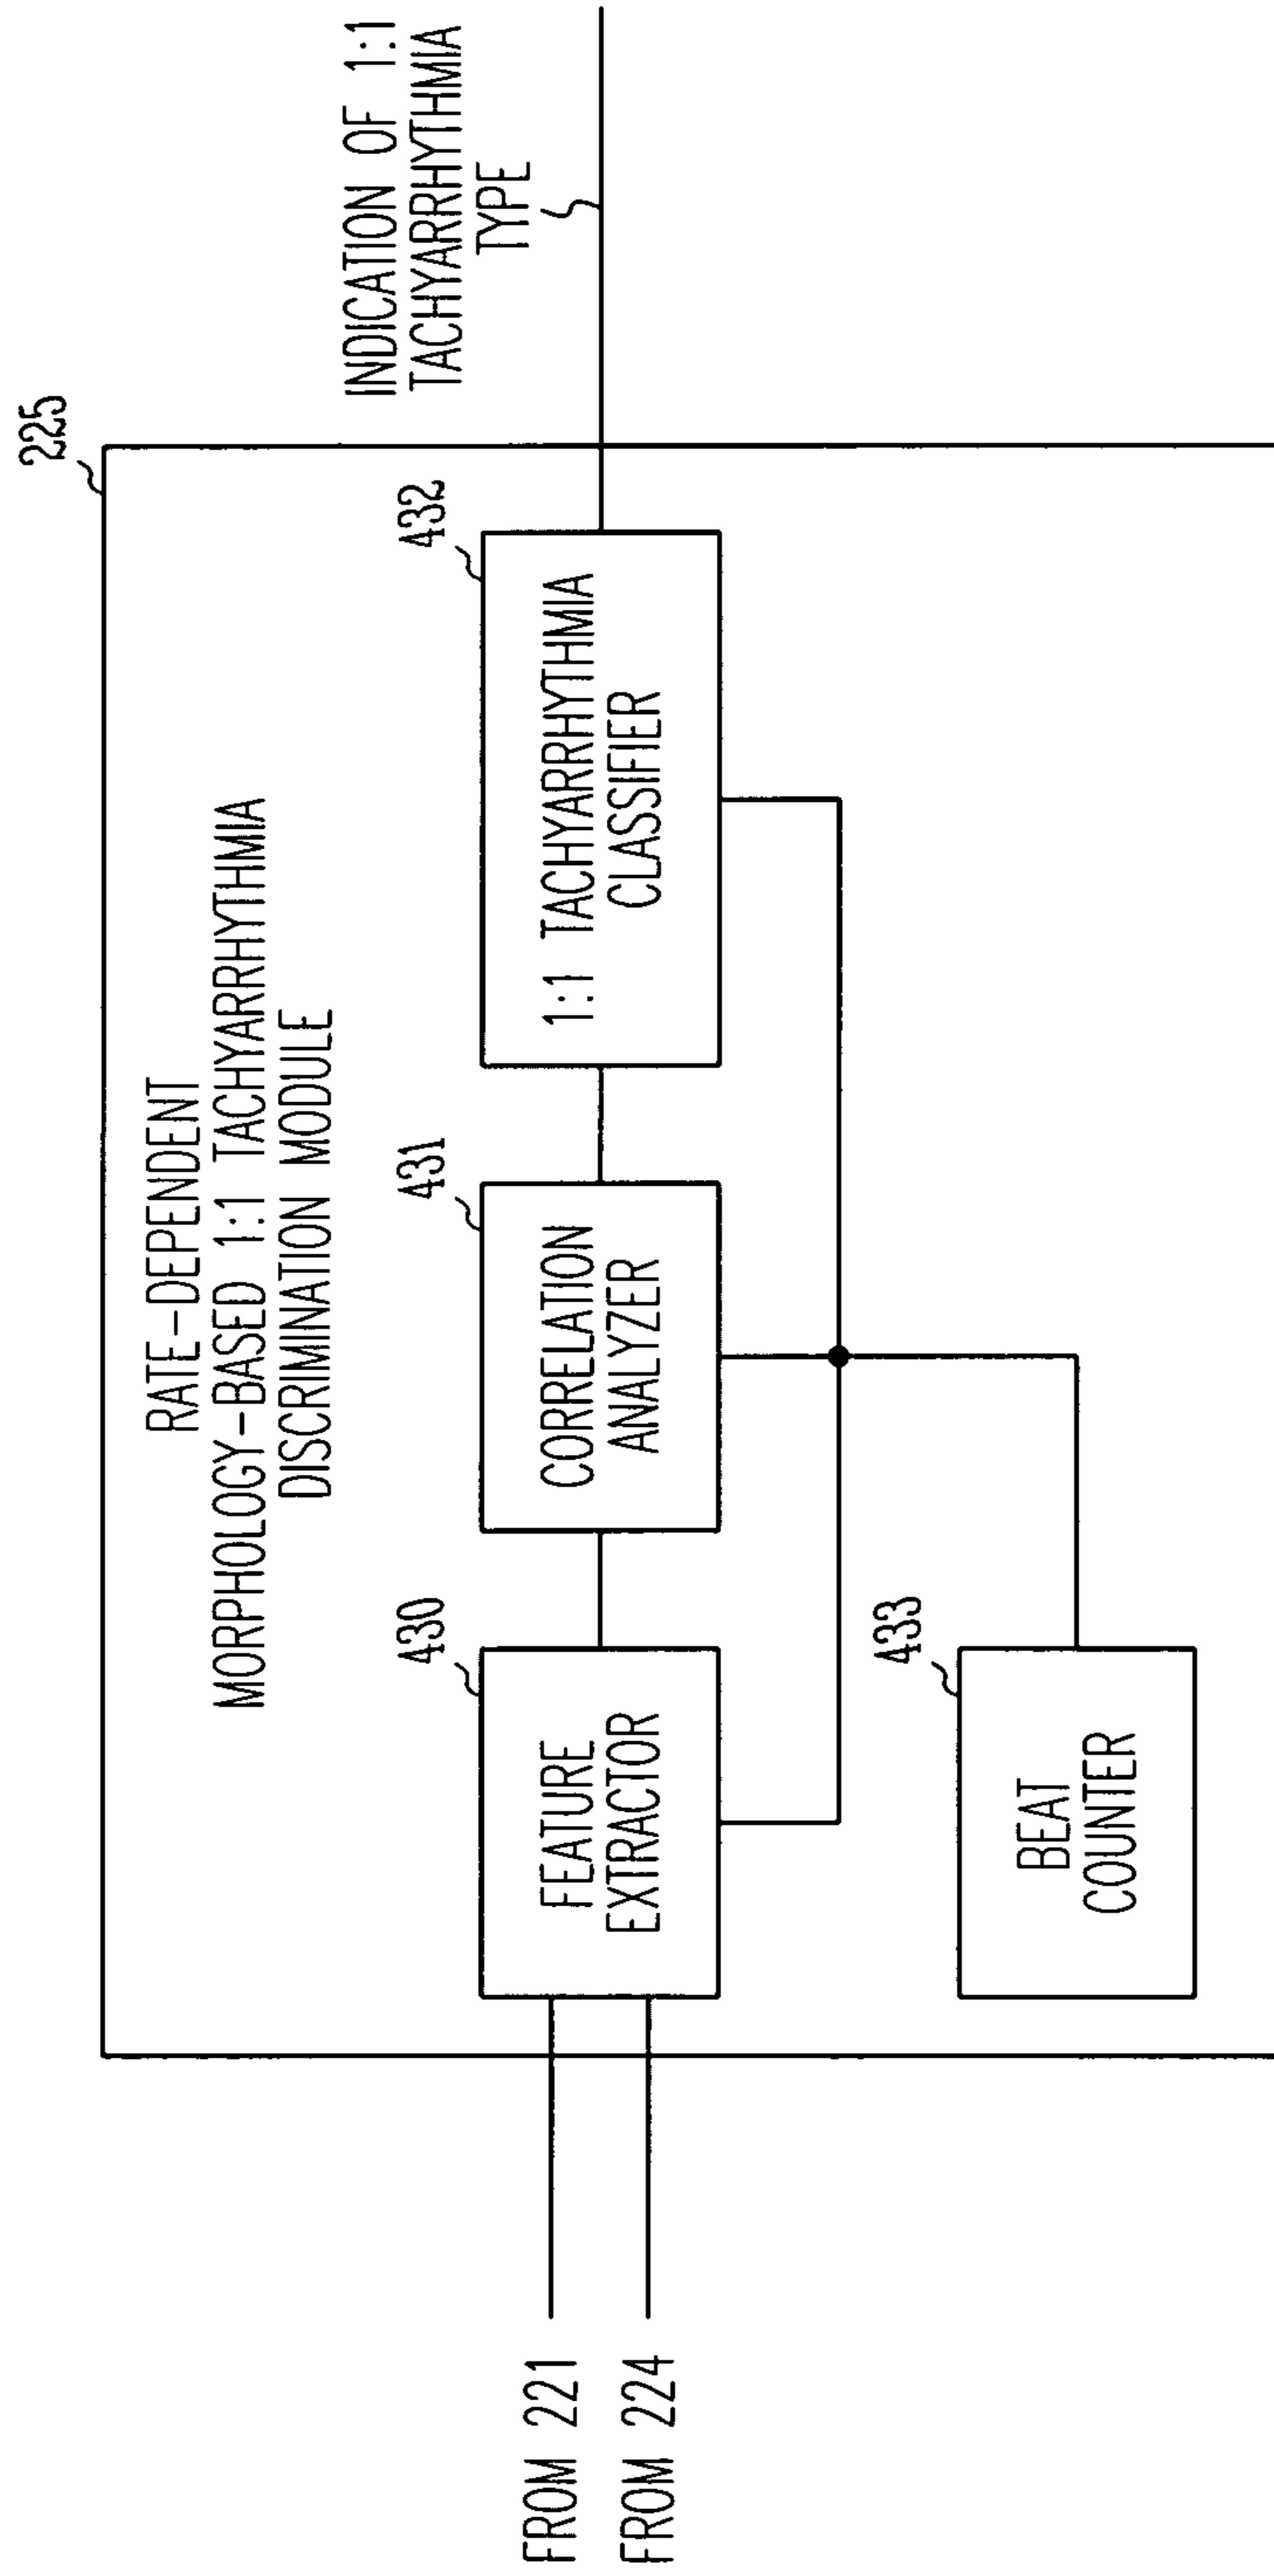 225
RATE-DEPENDENT
MORPHOLOGY-BASED 1:1 TACHYARRHYTHMIA
DISCRIMINATION MODULE
INDICATION OF 1:1
TACHYARRHYTHMIA
TYPE
430
FEATURE
EXTRACTOR
431
CORRELATION
ANALYZER
432
1:1 TACHYARRHYTHMIA
CLASSIFIER
FROM 221
FROM 224
433
BEAT
COUNTER